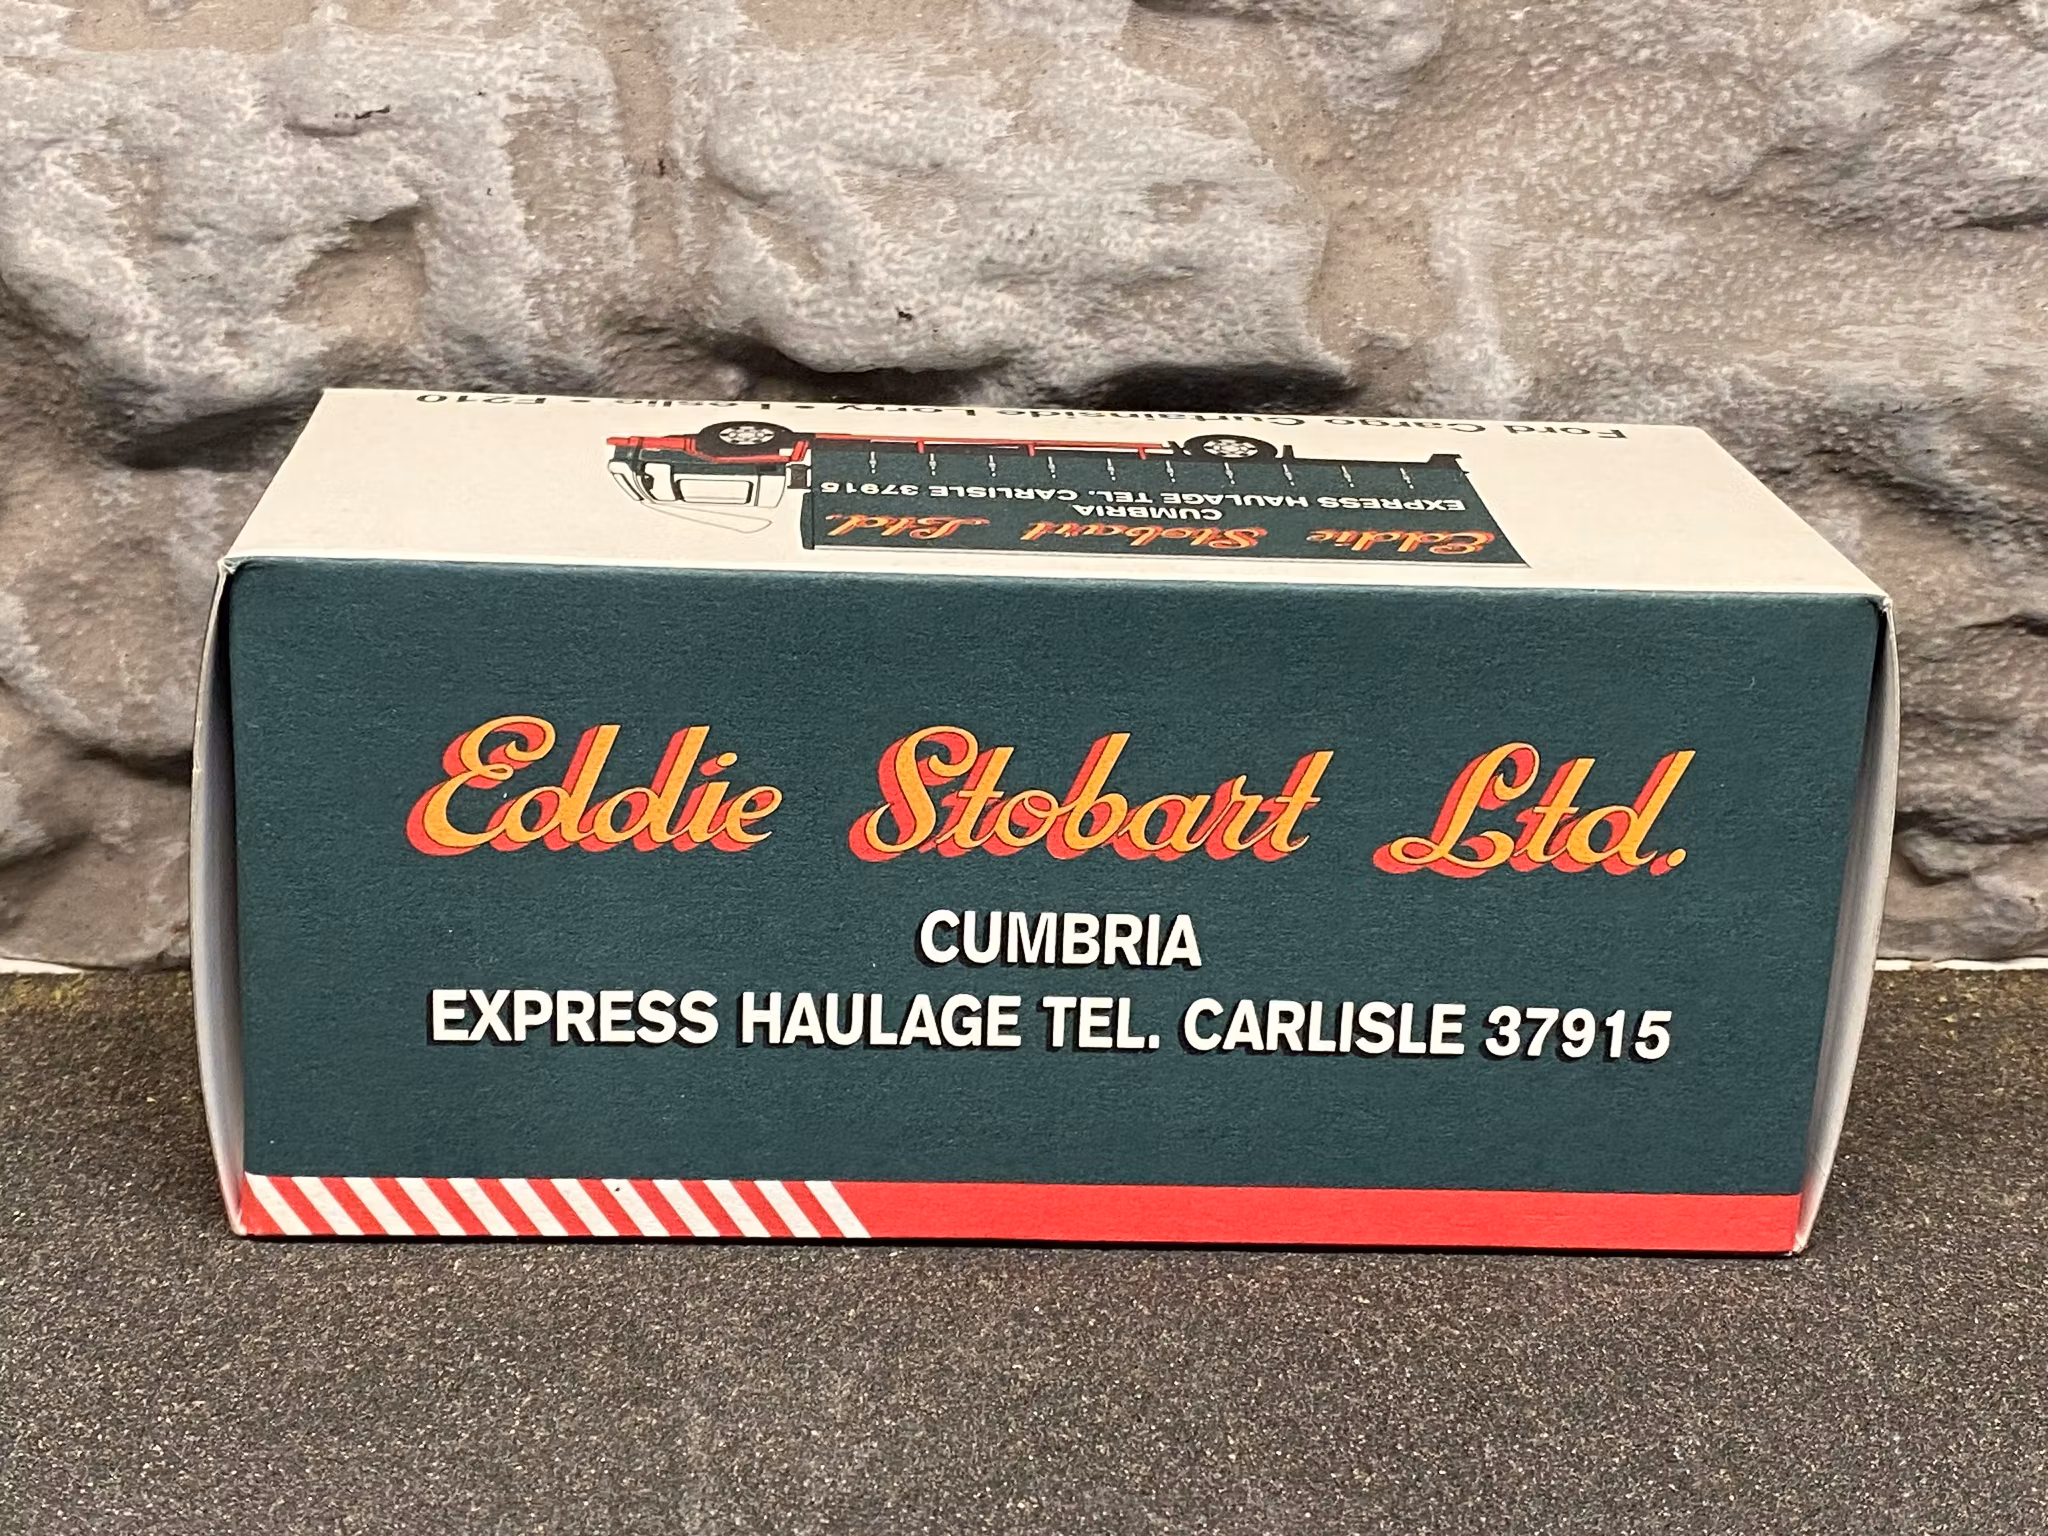 Ford Cargo Curtainside Lorry • Leslie • F210
EXPRESS HAULAGE TEL. CARLISLE 37915
CUMBRIA
Eddie Stobart Ltd.
Eddie Stobart Ltd.
CUMBRIA
EXPRESS HAULAGE TEL. CARLISLE 37915